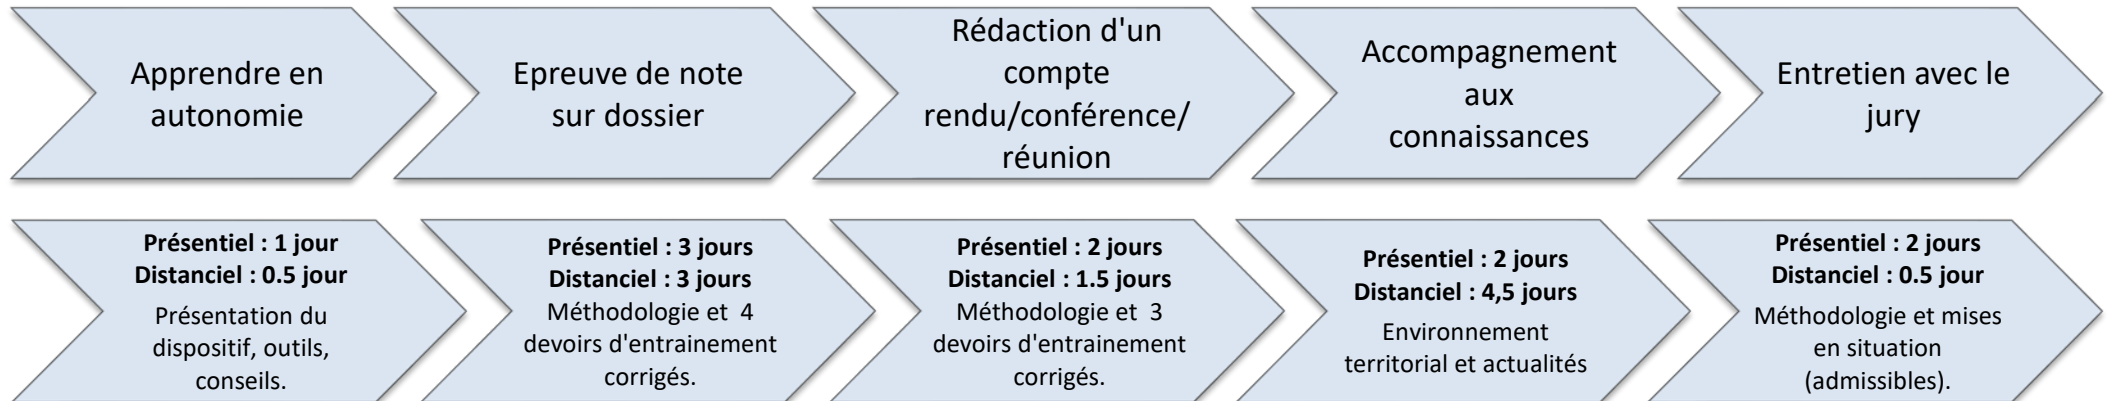 Apprendre en
autonomie
Epreuve de note
sur dossier
Rédaction d'un
compte
rendu/conférence/
réunion
Accompagnement
aux
connaissances
Entretien avec le
jury
Présentiel : 1 jour
Distanciel : 0.5 jour
Présentation du
dispositif, outils,
conseils.
Présentiel : 3 jours
Distanciel : 3 jours
Méthodologie et 4
devoirs d'entrainement
corrigés.
Présentiel : 2 jours
Distanciel : 1.5 jours
Méthodologie et 3
devoirs d'entrainement
corrigés.
Présentiel : 2 jours
Distanciel : 4,5 jours
Environnement
territorial et actualités
Présentiel : 2 jours
Distanciel : 0.5 jour
Méthodologie et mises
en situation
(admissibles).